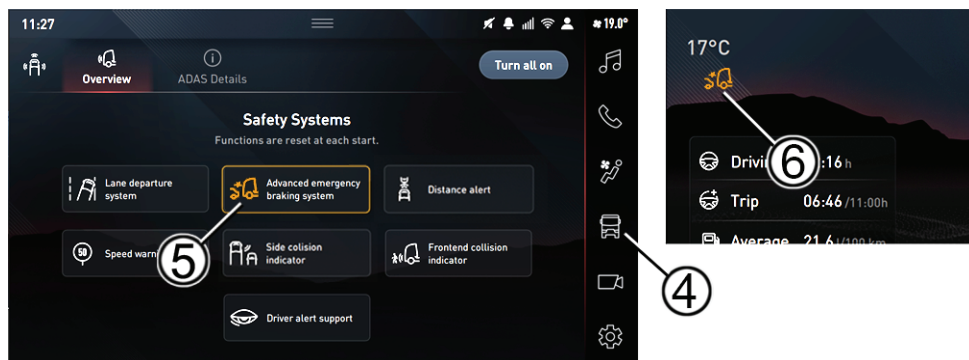 11:27
19.0°
Overview
ADAS Details
Turn all on
Safety Systems
Functions are reset at each start.
Lane departure
system
Advanced emergency
braking system
Distance alert
50
Speed warn
Side colision
indicator
Frontend collision
indicator
Driver alert support
5
4
17°C
6
Drivi :16 h
Trip 06:46 /11:00h
Average 21.6 l/100 km